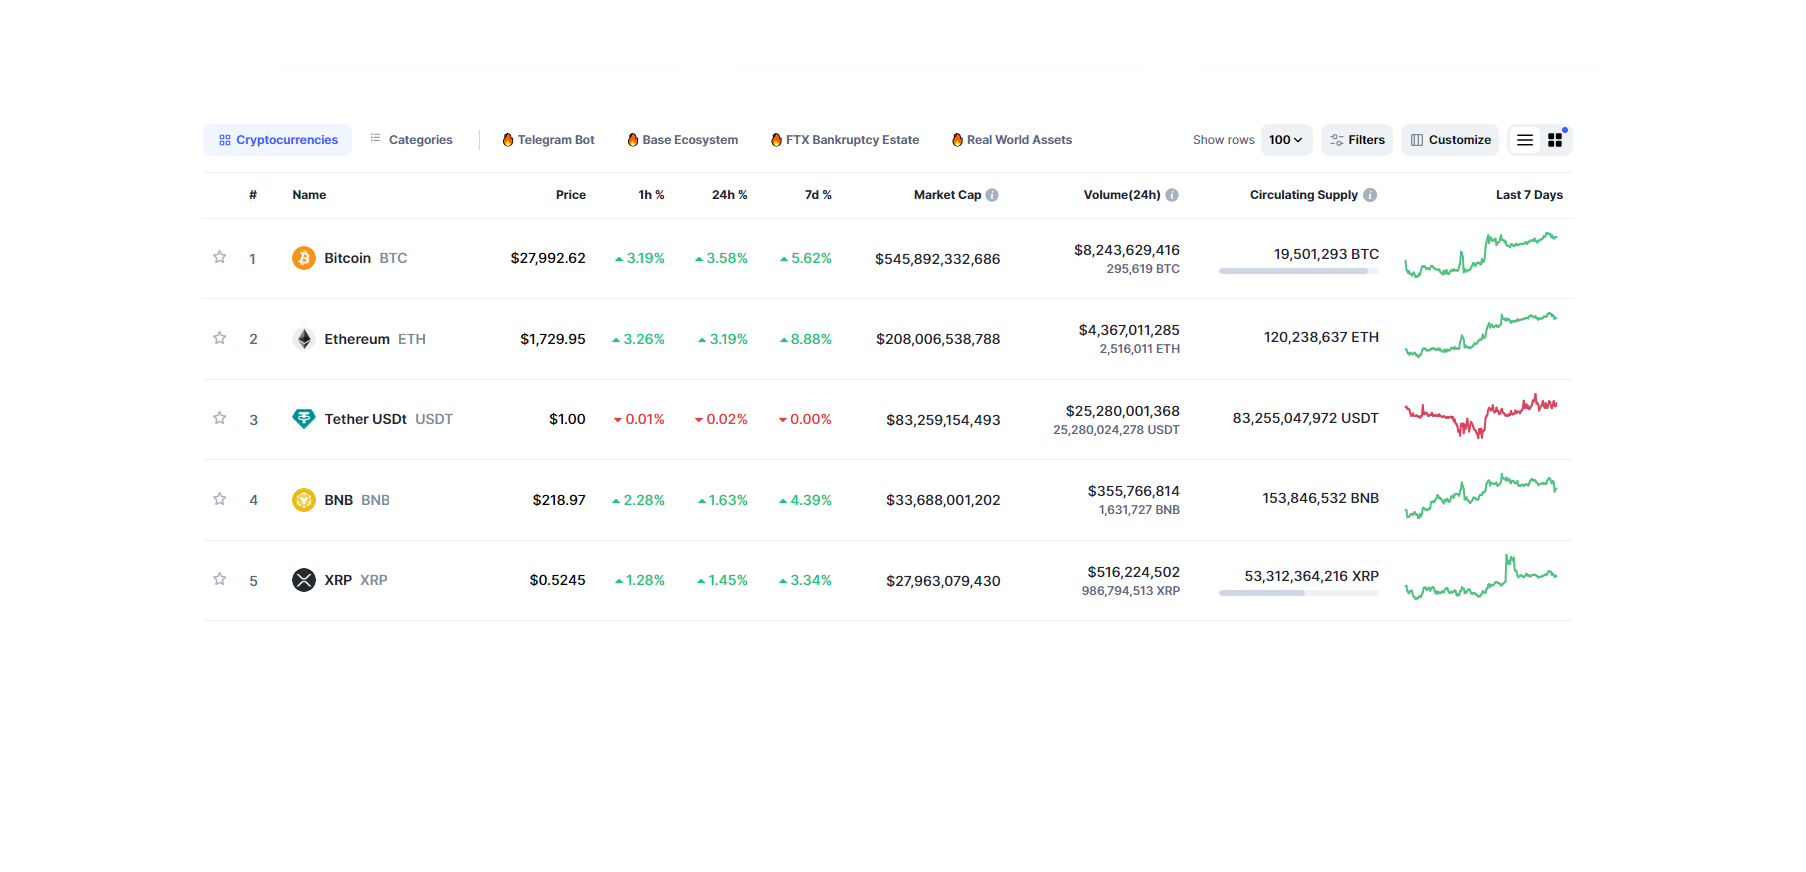 Cryptocurrencies Categories Telegram Bot Base Ecosystem FTX Bankruptcy Estate Real World Assets Show rows 100 Filters Customize
# Name Price 1h % 24h % 7d % Market Cap Volume(24h) Circulating Supply Last 7 Days
1 Bitcoin BTC $27,992.62 3.19% 3.58% 5.62% $545,892,332,686 $8,243,629,416 19,501,293 BTC
295,619 BTC
2 Ethereum ETH $1,729.95 3.26% 3.19% 8.88% $208,006,538,788 $4,367,011,285 120,238,637 ETH
2,516,011 ETH
3 Tether USDt USDT $1.00 0.01% 0.02% 0.00% $83,259,154,493 $25,280,001,368 83,255,047,972 USDT
25,280,024,278 USDT
4 BNB BNB $218.97 2.28% 1.63% 4.39% $33,688,001,202 $355,766,814 153,846,532 BNB
1,631,727 BNB
5 XRP XRP $0.5245 1.28% 1.45% 3.34% $27,963,079,430 $516,224,502 53,312,364,216 XRP
986,794,513 XRP